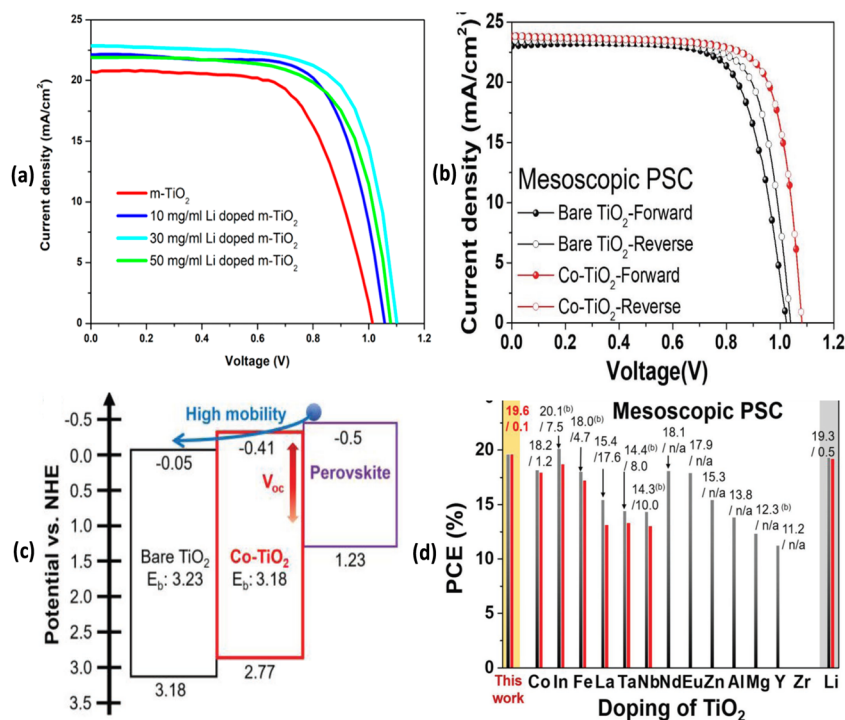 25
20
15
10
5
0
Current density (mA/cm²)
(a)
m-TiO₂
10 mg/ml Li doped m-TiO₂
30 mg/ml Li doped m-TiO₂
50 mg/ml Li doped m-TiO₂
0.0 0.2 0.4 0.6 0.8 1.0 1.2
Voltage (V)
25
20
15
10
5
0
Current density (mA/cm²)
(b)
Mesoscopic PSC
Bare TiO₂-Forward
Bare TiO₂-Reverse
Co-TiO₂-Forward
Co-TiO₂-Reverse
0.0 0.2 0.4 0.6 0.8 1.0 1.2
Voltage(V)
Potential vs. NHE
(c)
-0.5
0.0
0.5
1.0
1.5
2.0
2.5
3.0
3.5
High mobility
-0.05
-0.41
-0.5
Voc
Perovskite
1.23
Bare TiO₂
E_b: 3.23
Co-TiO₂
E_b: 3.18
3.18
2.77
PCE (%)
(d)
20
15
10
5
0
Mesoscopic PSC
19.6
/ 0.1
18.2
/ 1.2
20.1(b)
/ 7.5
18.0(b)
/ 4.7
15.4
/17.6
14.4(b)
/ 8.0
14.3(b)
/10.0
18.1
/ n/a
17.9
n/a
15.3
/ n/a
13.8
/ n/a
12.3(b)
/ n/a
11.2
/ n/a
19.3
/ 0.5
This
work
Co In Fe La Ta Nb Nd Eu Zn Al Mg Y Zr Li
Doping of TiO₂